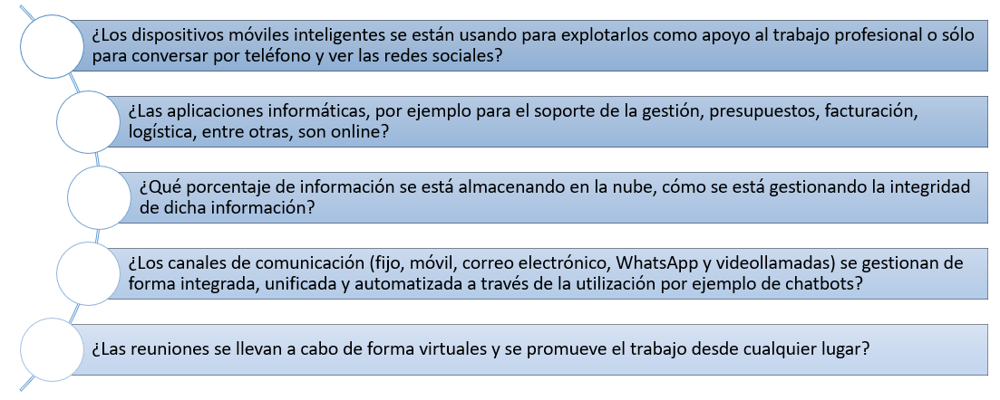 ¿Los dispositivos móviles inteligentes se están usando para explotarlos como apoyo al trabajo profesional o sólo
para conversar por teléfono y ver las redes sociales?
¿Las aplicaciones informáticas, por ejemplo para el soporte de la gestión, presupuestos, facturación,
logística, entre otras, son online?
¿Qué porcentaje de información se está almacenando en la nube, cómo se está gestionando la integridad
de dicha información?
¿Los canales de comunicación (fijo, móvil, correo electrónico, WhatsApp y videollamadas) se gestionan de
forma integrada, unificada y automatizada a través de la utilización por ejemplo de chatbots?
¿Las reuniones se llevan a cabo de forma virtuales y se promueve el trabajo desde cualquier lugar?